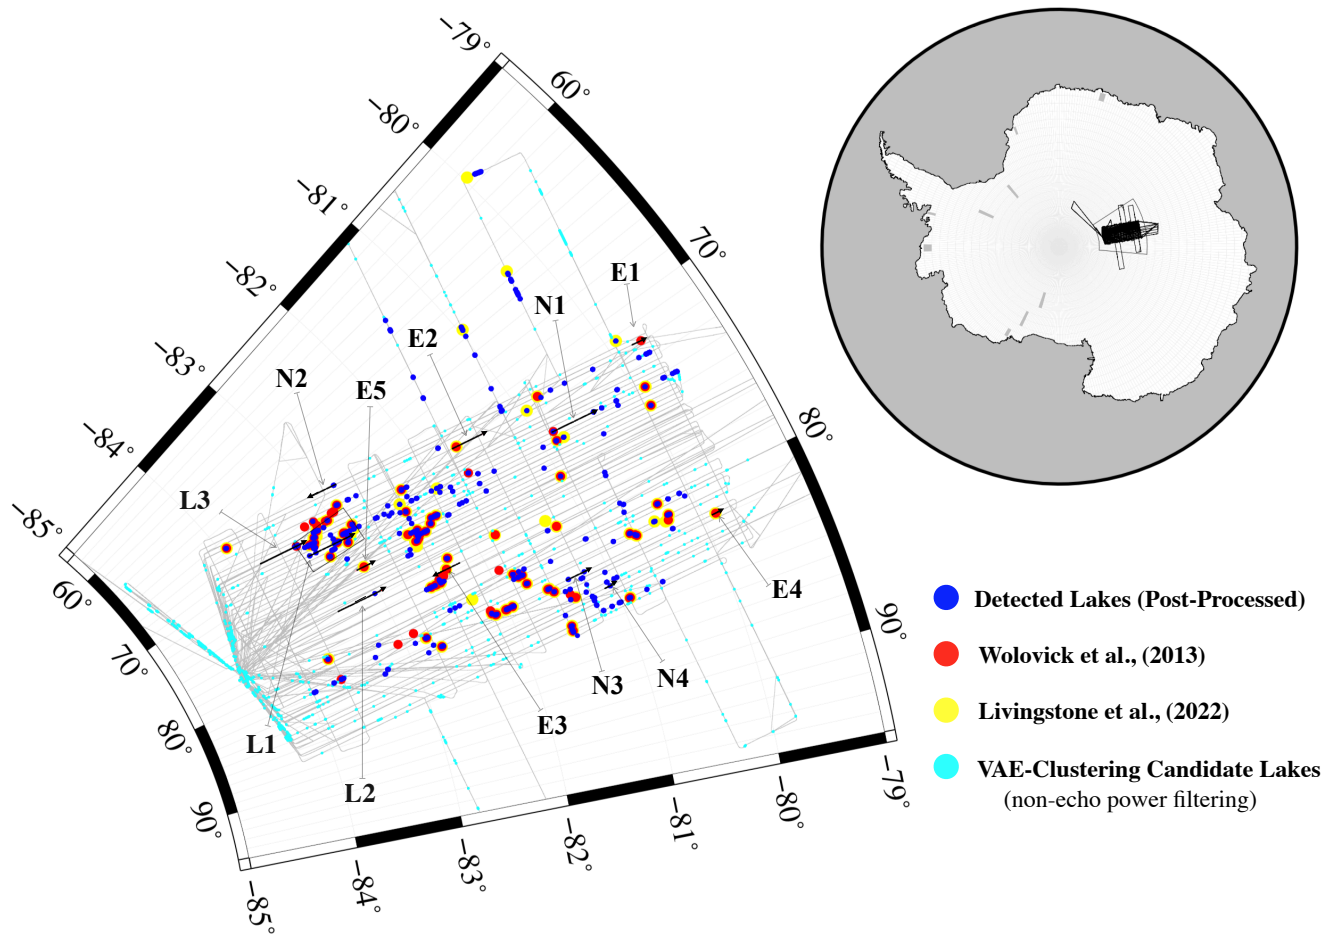 −79°
60°
−80°
−81°
70°
−82°
E1
N1
E2
−83°
N2
E5
80°
−84°
L3
−85°
60°
E4
90°
Detected Lakes (Post-Processed)
70°
Wolovick et al., (2013)
N3
N4
Livingstone et al., (2022)
80°
L1
E3
VAE-Clustering Candidate Lakes
(non-echo power filtering)
L2
90°
−79°
−80°
−81°
−82°
−83°
−84°
−85°